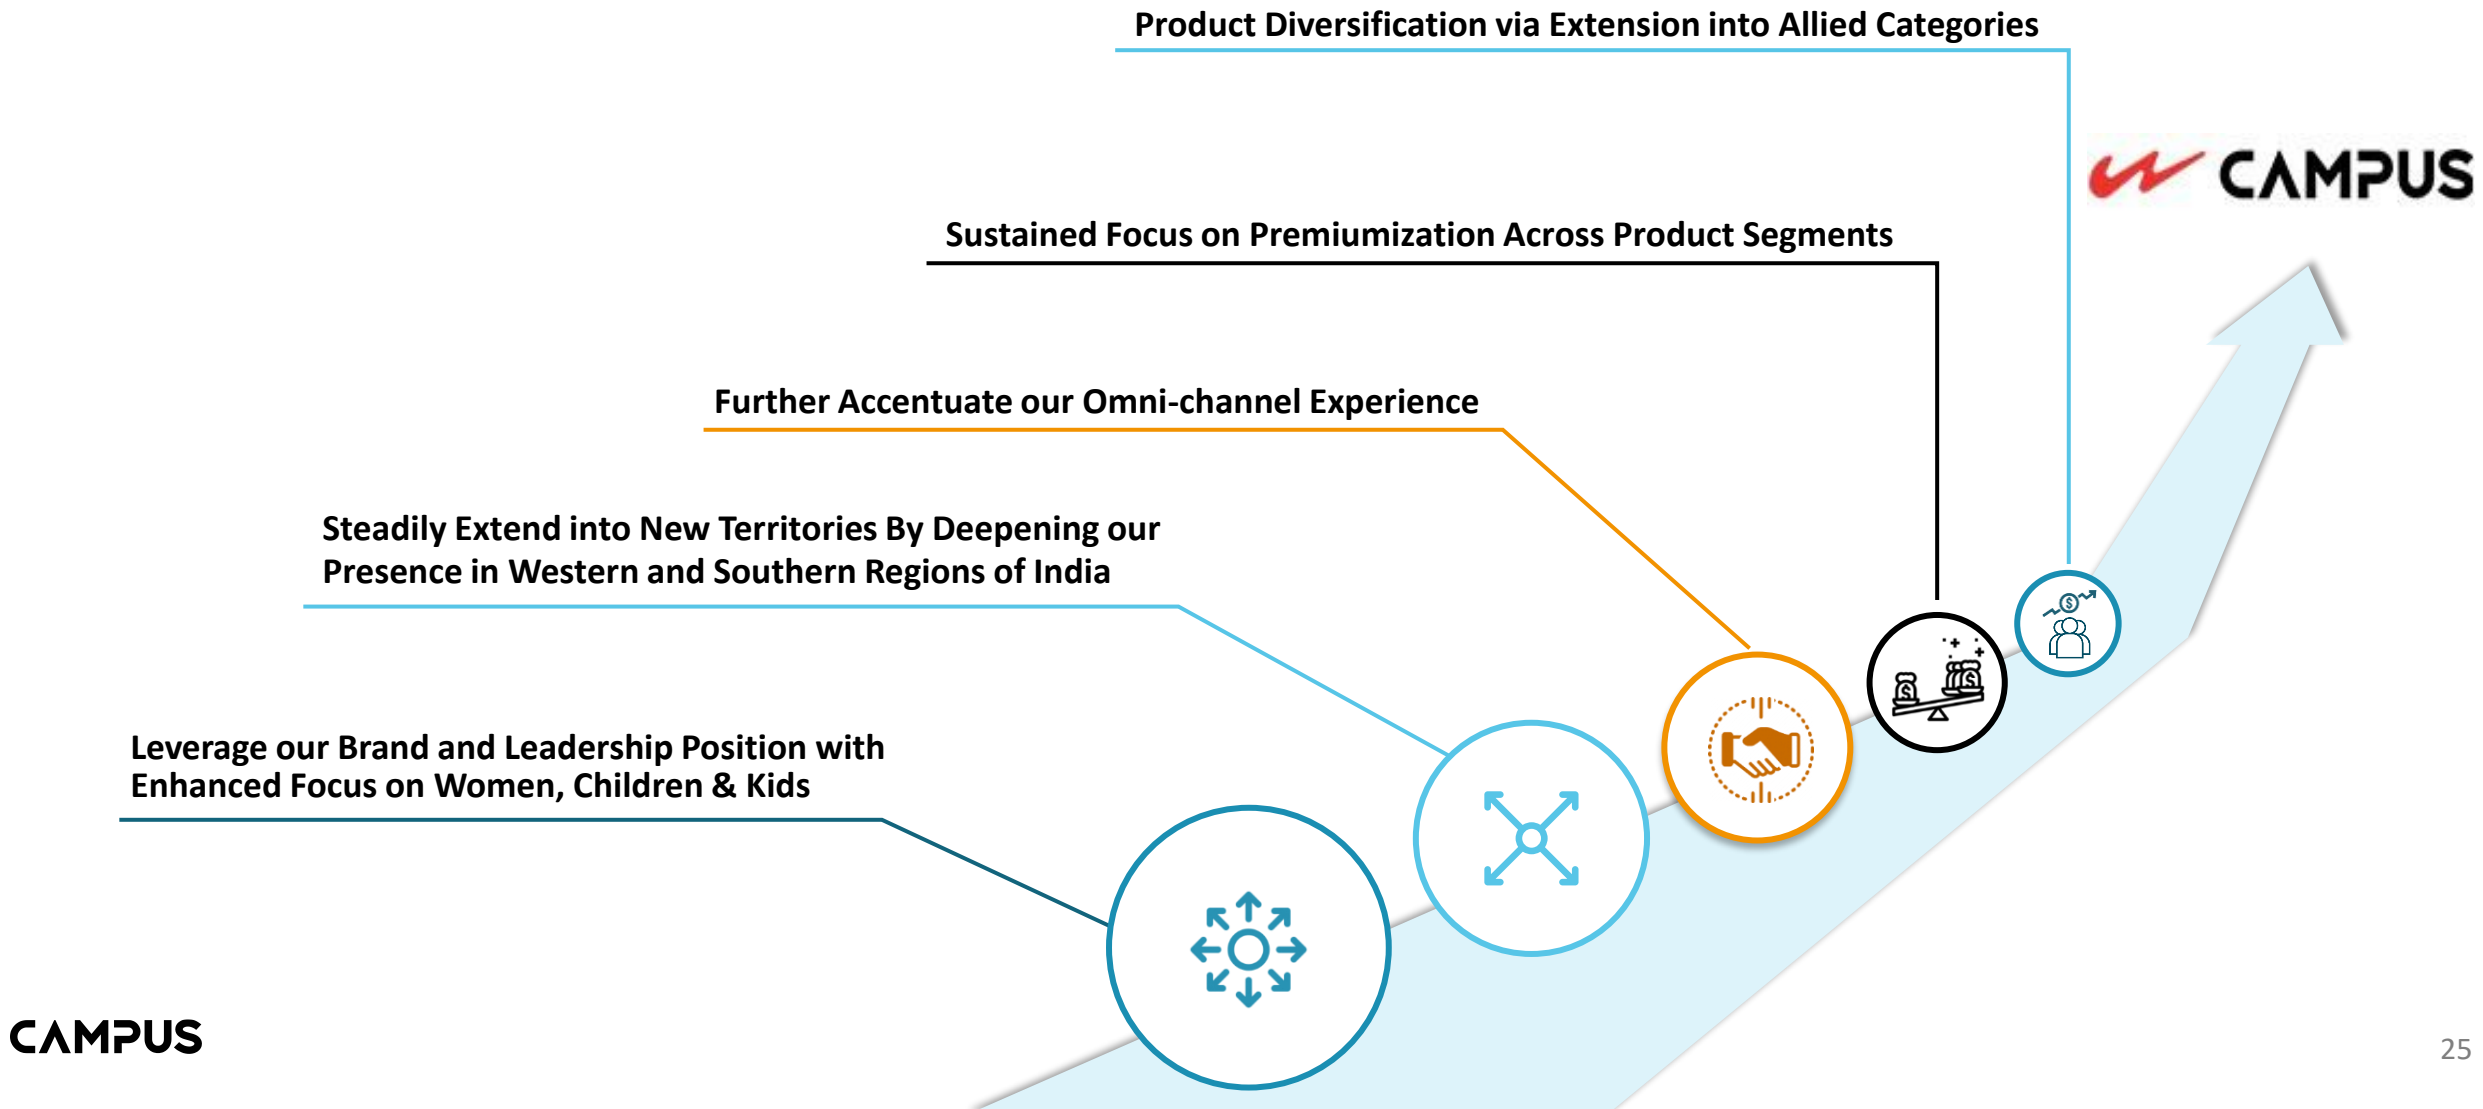 Product Diversification via Extension into Allied Categories
CAMPUS
Sustained Focus on Premiumization Across Product Segments
Further Accentuate our Omni-channel Experience
Steadily Extend into New Territories By Deepening our
Presence in Western and Southern Regions of India
Leverage our Brand and Leadership Position with
Enhanced Focus on Women, Children & Kids
CAMPUS
25